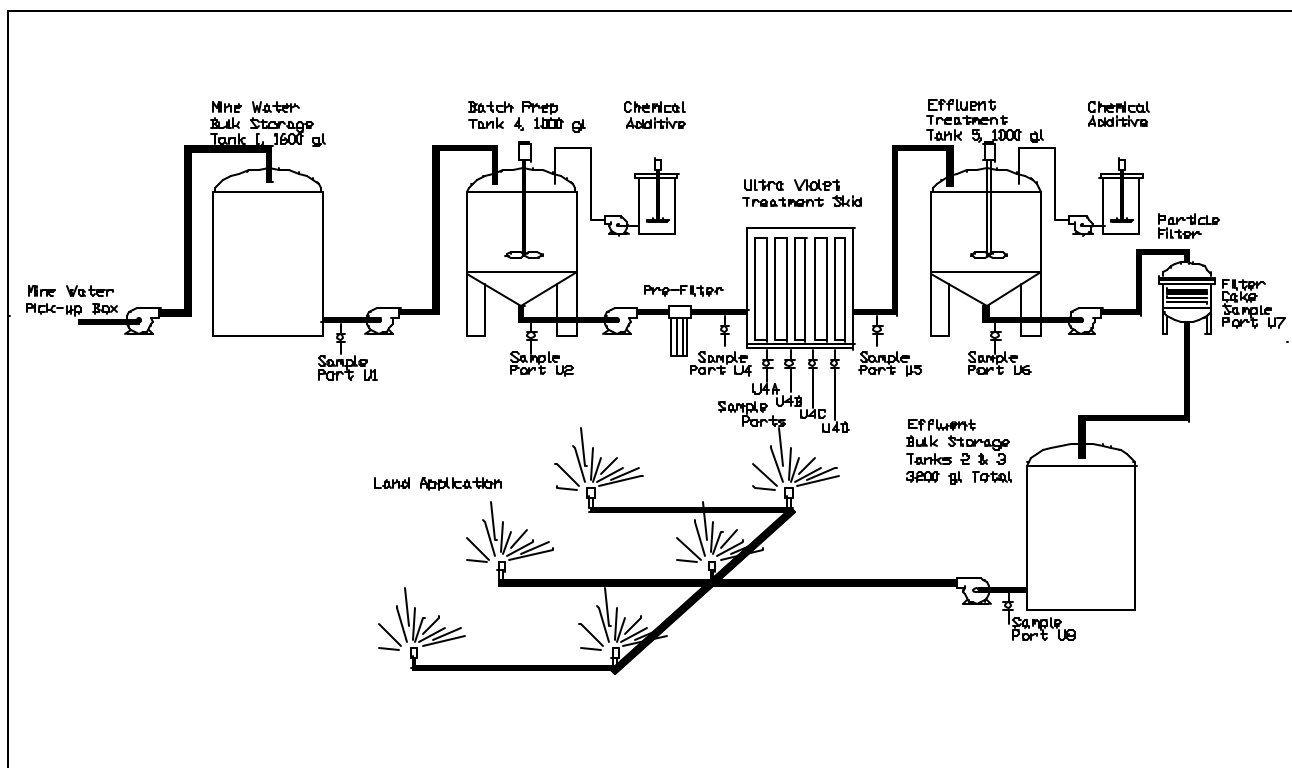 Mine Water
Bulk Storage
Tank 1, 1600 gl
Batch Prep
Tank 4, 1000 gl
Chemical
Additive
Effluent
Treatment
Tank 5, 1000 gl
Chemical
Additive
Ultra Violet
Treatment Skid
Particle
Filter
Mine Water
Pick-up Box
Pre-Filter
Filter
Cake
Sample
Port U7
Sample
Port U1
Sample
Port U2
Sample
Port U4
Sample
Port U5
Sample
Port U6
U4A
U4B
U4C
U4D
Sample
Ports
Effluent
Bulk Storage
Tanks 2 & 3
3200 gl Total
Land Application
Sample
Port U8